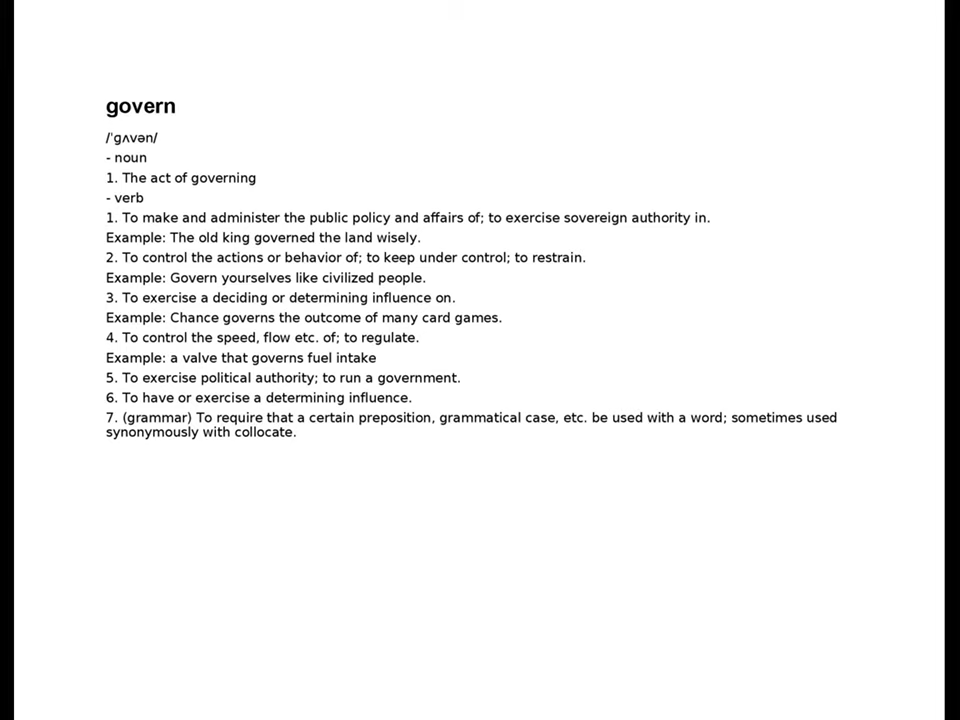 govern
/ˈɡʌvən/
- noun
1. The act of governing
- verb
1. To make and administer the public policy and affairs of; to exercise sovereign authority in.
Example: The old king governed the land wisely.
2. To control the actions or behavior of; to keep under control; to restrain.
Example: Govern yourselves like civilized people.
3. To exercise a deciding or determining influence on.
Example: Chance governs the outcome of many card games.
4. To control the speed, flow etc. of; to regulate.
Example: a valve that governs fuel intake
5. To exercise political authority; to run a government.
6. To have or exercise a determining influence.
7. (grammar) To require that a certain preposition, grammatical case, etc. be used with a word; sometimes used
synonymously with collocate.